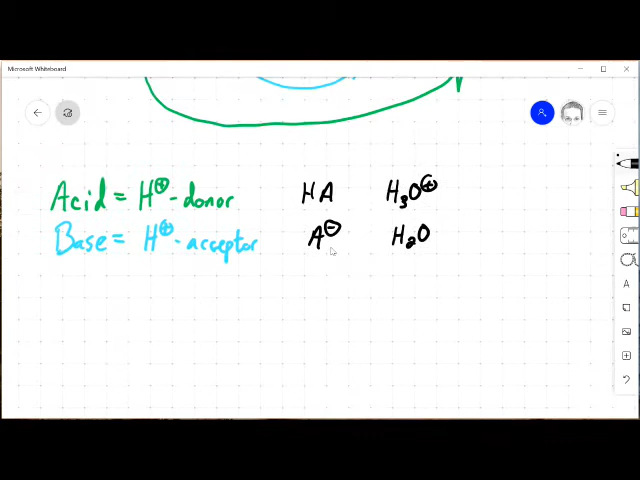 Microsoft Whiteboard
Acid = H⊕-donor HA H₃O⊕
Base = H⊕-acceptor A⊖ H₂O